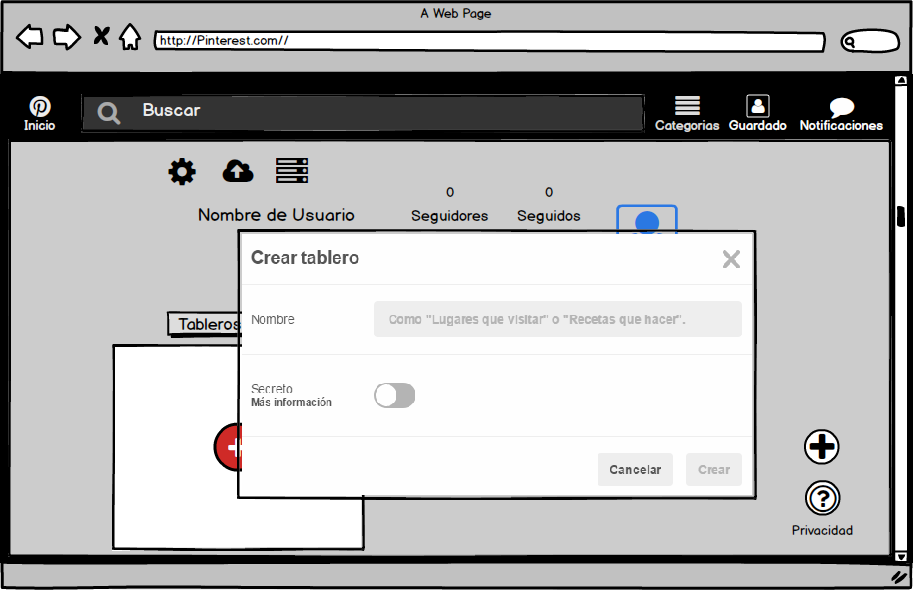 A Web Page
http://Pinterest.com//
Inicio
Buscar
Categorias
Guardado
Notificaciones
0
0
Nombre de Usuario
Seguidores
Seguidos
Crear tablero
Nombre
Como "Lugares que visitar" o "Recetas que hacer".
Tableros
Secreto
Más información
Cancelar
Crear
Privacidad